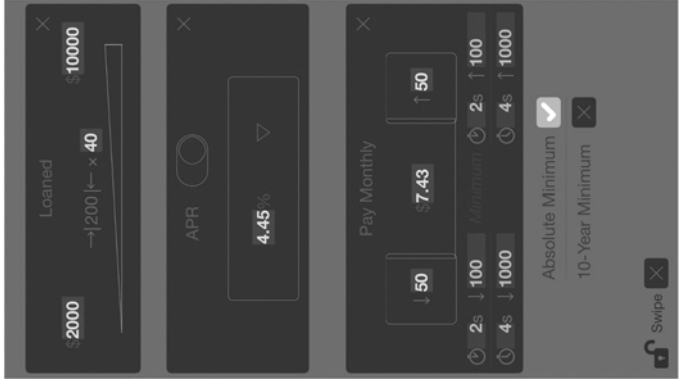 Loaned
$2000 $10000
→|200|← × 40
APR
4.45%
Pay Monthly
↓ 50 $7.43 ↑ 50
Minimum
2s ↓ 100 2s ↑ 100
4s ↓ 1000 4s ↑ 1000
Absolute Minimum
10-Year Minimum
Swipe